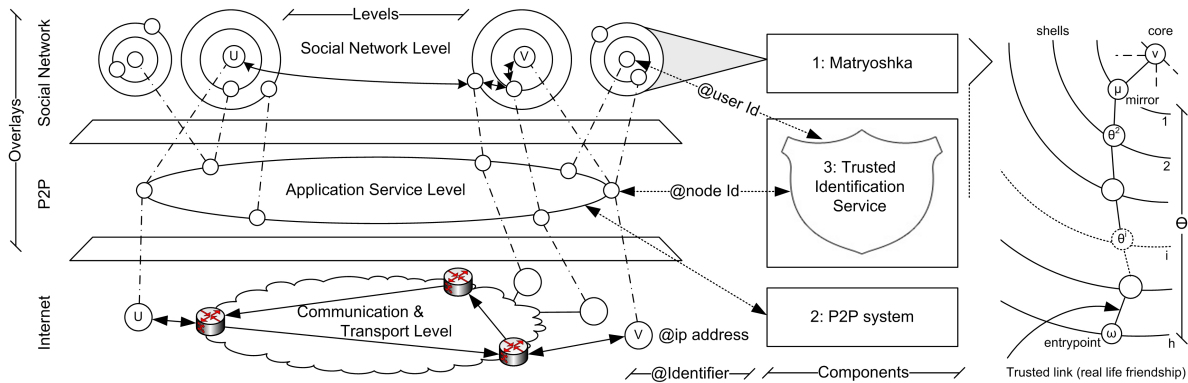 Levels
Overlays
Social Network
P2P
Internet
Social Network Level
U
V
@user Id
Application Service Level
@node Id
Communication &
Transport Level
U
V
@ip address
@Identifier
1: Matryoshka
3: Trusted
Identification
Service
2: P2P system
Components
shells
core
v
μ
mirror
1
θ²
2
θⁱ
i
Θ
ω
entrypoint
h
Trusted link (real life friendship)